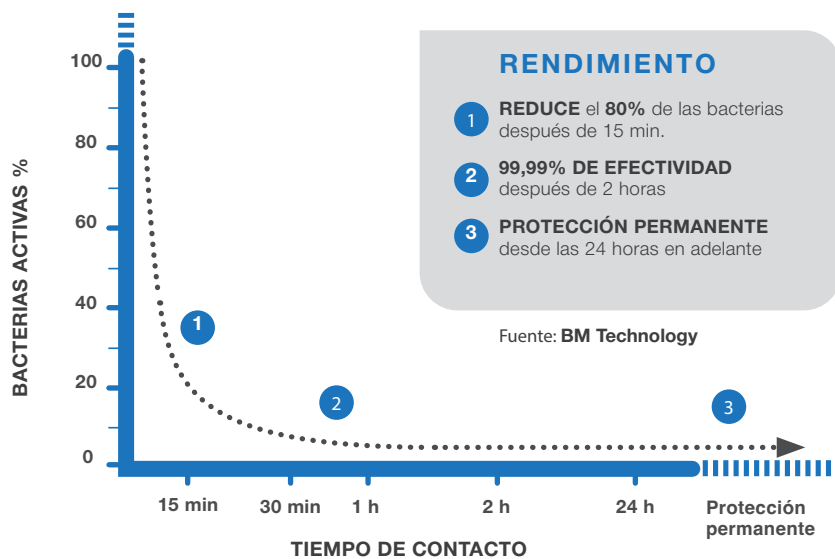 BACTERIAS ACTIVAS %
100
80
60
40
20
0
1
2
3
RENDIMIENTO
1 REDUCE el 80% de las bacterias
después de 15 min.
2 99,99% DE EFECTIVIDAD
después de 2 horas
3 PROTECCIÓN PERMANENTE
desde las 24 horas en adelante
Fuente: BM Technology
15 min 30 min 1 h 2 h 24 h Protección
permanente
TIEMPO DE CONTACTO